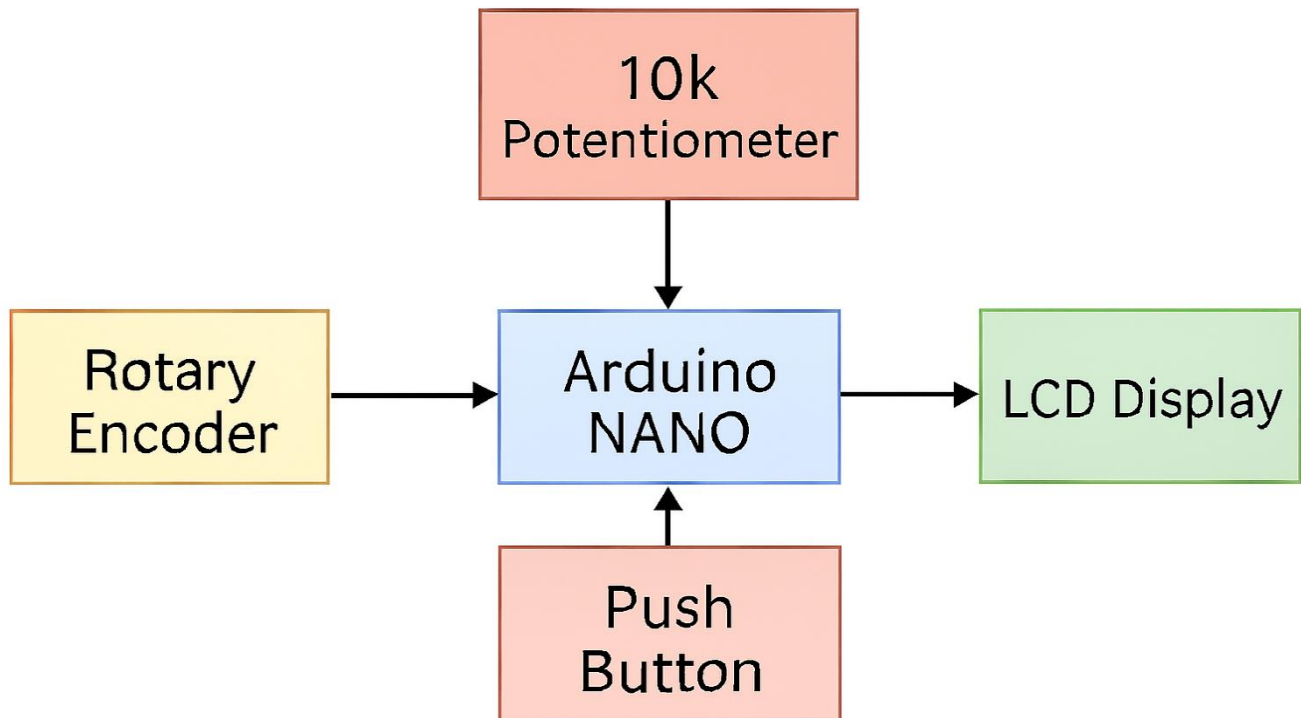 10k
Potentiometer
Rotary
Encoder
Arduino
NANO
LCD Display
Push
Button